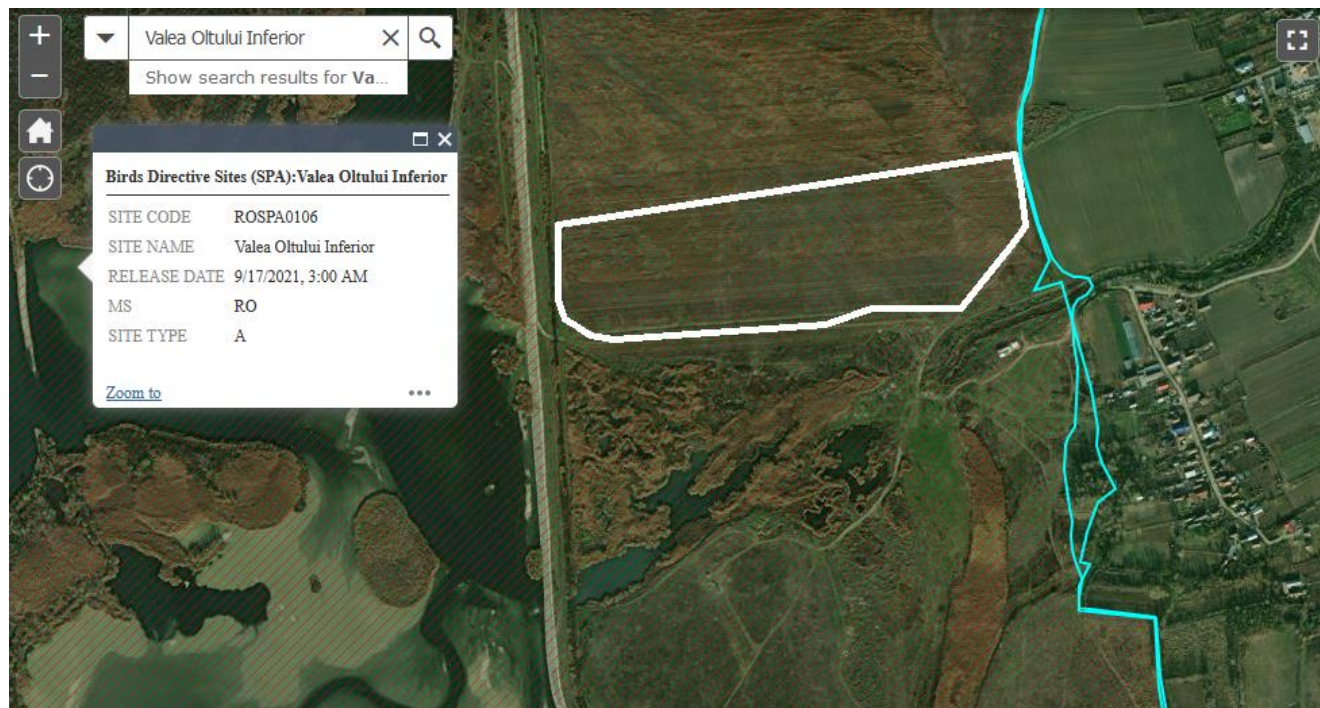 +
Valea Oltului Inferior
−
Show search results for Va...
Birds Directive Sites (SPA):Valea Oltului Inferior
SITE CODE ROSPA0106
SITE NAME Valea Oltului Inferior
RELEASE DATE 9/17/2021, 3:00 AM
MS RO
SITE TYPE A
Zoom to